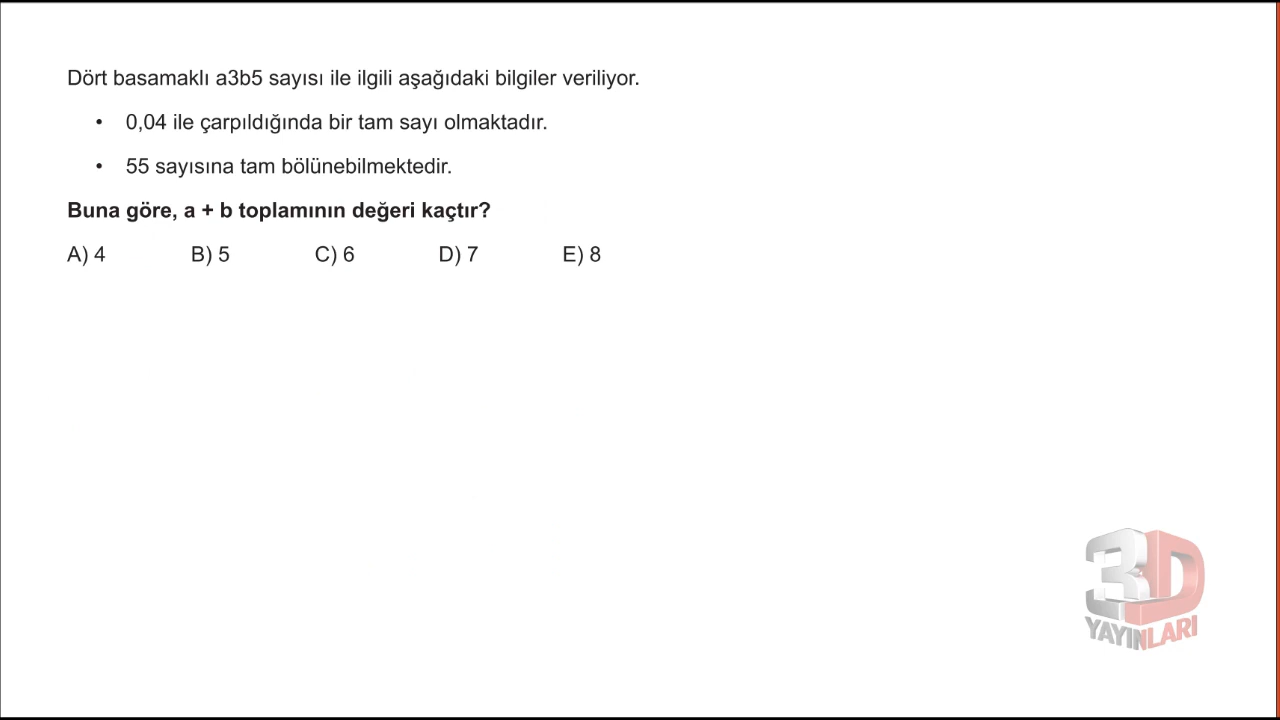 Dört basamaklı a3b5 sayısı ile ilgili aşağıdaki bilgiler veriliyor.
• 0,04 ile çarpıldığında bir tam sayı olmaktadır.
• 55 sayısına tam bölünebilmektedir.
Buna göre, a + b toplamının değeri kaçtır?
A) 4 B) 5 C) 6 D) 7 E) 8
3D
YAYINLARI